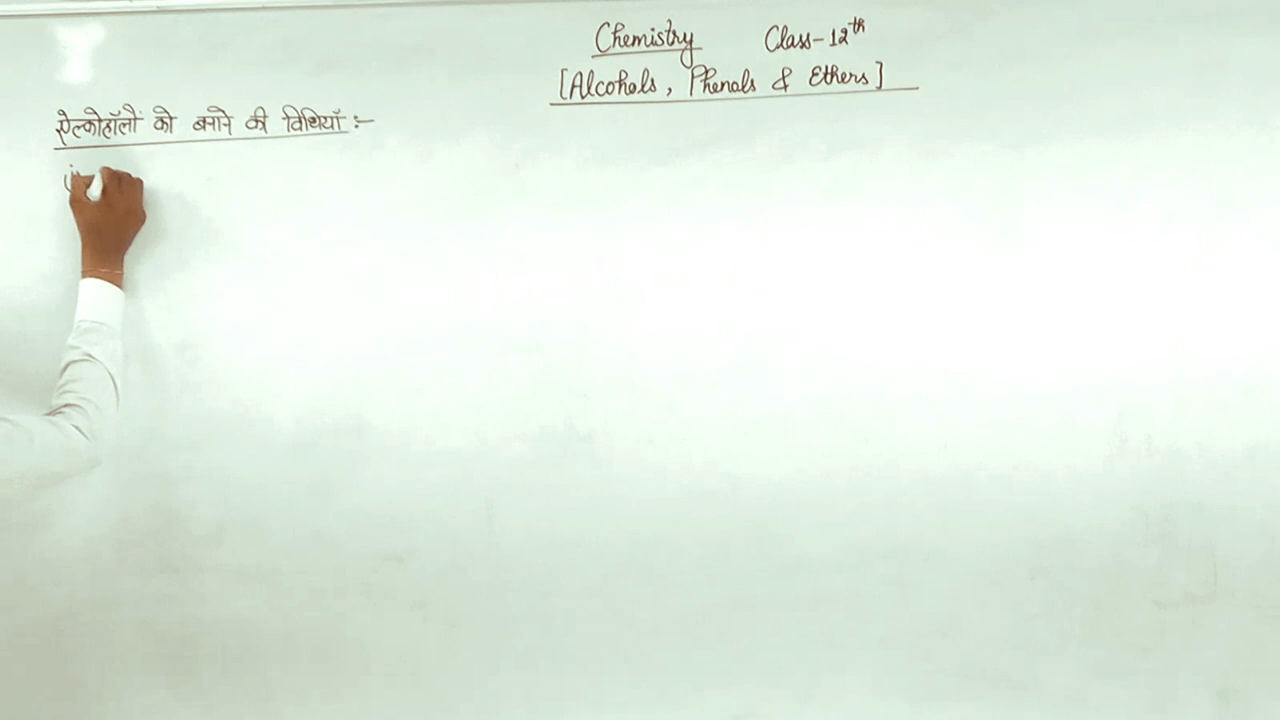 Chemistry Class-12th
[Alcohols, Phenols & Ethers]
ऐल्कोहॉलों को बनाने की विधियाँ :-
(i